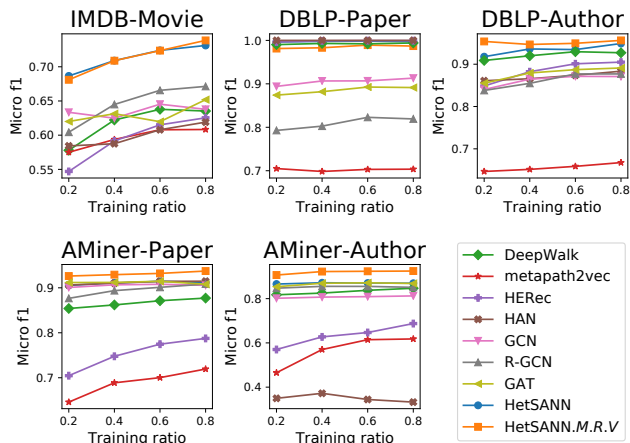 IMDB-Movie
Micro f1
0.70
0.65
0.60
0.55
0.2 0.4 0.6 0.8
Training ratio
DBLP-Paper
Micro f1
1.0
0.9
0.8
0.7
0.2 0.4 0.6 0.8
Training ratio
DBLP-Author
Micro f1
0.9
0.8
0.7
0.2 0.4 0.6 0.8
Training ratio
AMiner-Paper
Micro f1
0.9
0.8
0.7
0.2 0.4 0.6 0.8
Training ratio
AMiner-Author
Micro f1
0.8
0.6
0.4
0.2 0.4 0.6 0.8
Training ratio
DeepWalk
metapath2vec
HERec
HAN
GCN
R-GCN
GAT
HetSANN
HetSANN.M.R.V